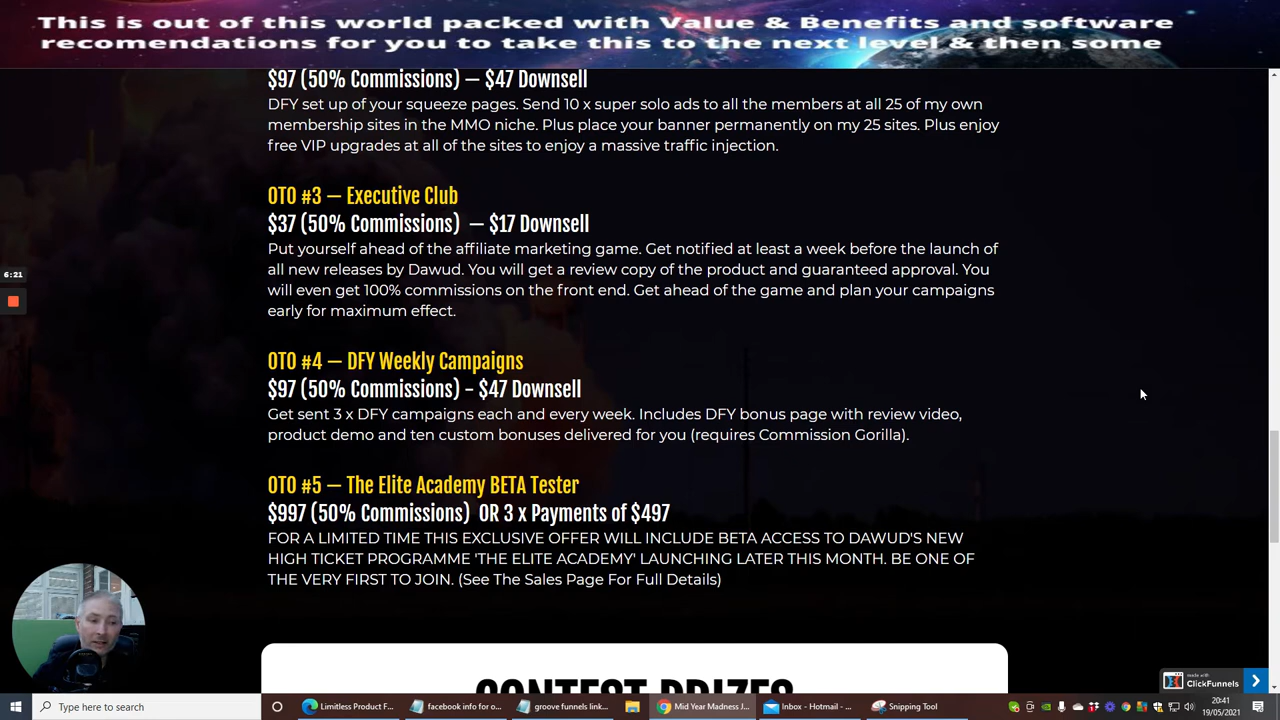 This is out of this world packed with Value & Benefits and software
recomendations for you to take this to the next level & then some
$97 (50% Commissions) — $47 Downsell
DFY set up of your squeeze pages. Send 10 x super solo ads to all the members at all 25 of my own
membership sites in the MMO niche. Plus place your banner permanently on my 25 sites. Plus enjoy
free VIP upgrades at all of the sites to enjoy a massive traffic injection.
OTO #3 — Executive Club
$37 (50% Commissions) — $17 Downsell
Put yourself ahead of the affiliate marketing game. Get notified at least a week before the launch of
all new releases by Dawud. You will get a review copy of the product and guaranteed approval. You
will even get 100% commissions on the front end. Get ahead of the game and plan your campaigns
early for maximum effect.
6:21
OTO #4 — DFY Weekly Campaigns
$97 (50% Commissions) - $47 Downsell
Get sent 3 x DFY campaigns each and every week. Includes DFY bonus page with review video,
product demo and ten custom bonuses delivered for you (requires Commission Gorilla).
OTO #5 — The Elite Academy BETA Tester
$997 (50% Commissions) OR 3 x Payments of $497
FOR A LIMITED TIME THIS EXCLUSIVE OFFER WILL INCLUDE BETA ACCESS TO DAWUD'S NEW
HIGH TICKET PROGRAMME 'THE ELITE ACADEMY' LAUNCHING LATER THIS MONTH. BE ONE OF
THE VERY FIRST TO JOIN. (See The Sales Page For Full Details)
CONTEST PRIZES
made with
ClickFunnels
Type here to search
Limitless Product F...
facebook info for o...
groove funnels link...
Mid Year Madness J...
Inbox - Hotmail - ...
Snipping Tool
20:41
19/05/2021